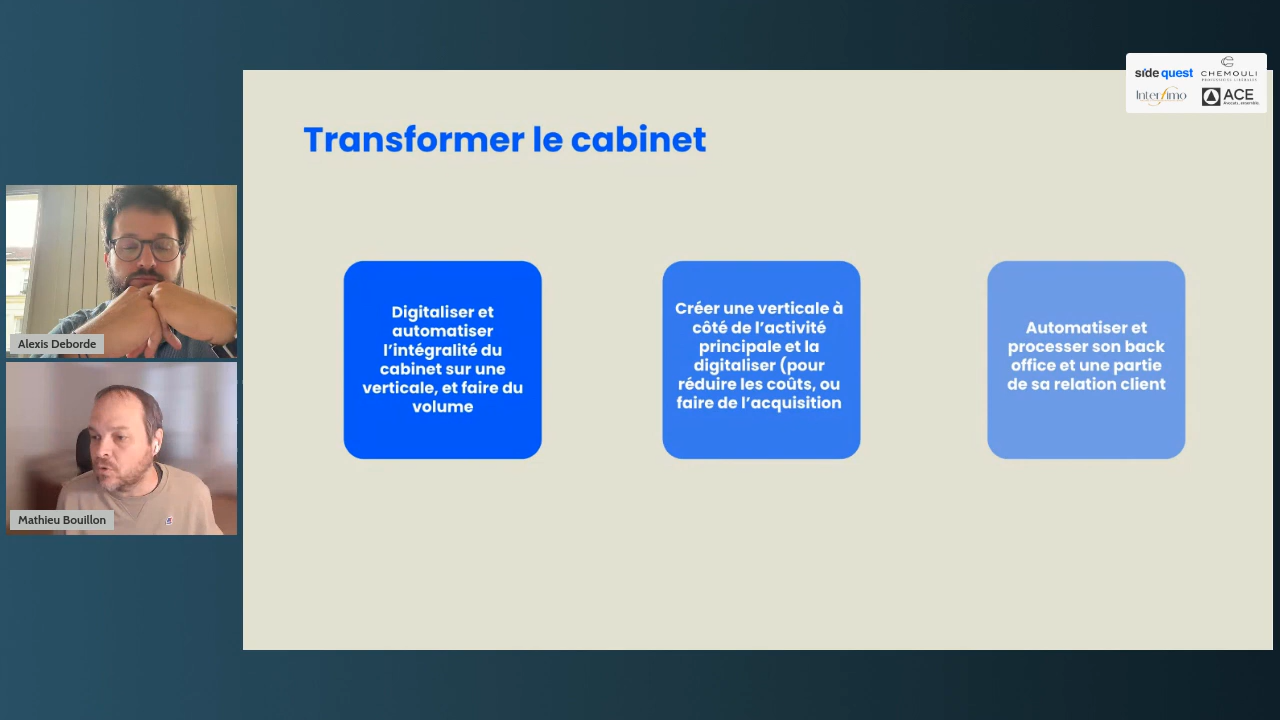 side quest
CHEMOULI
Interfimo
ACE
Transformer le cabinet
Digitaliser et
automatiser
l’intégralité du
cabinet sur une
verticale, et faire du
volume
Créer une verticale à
côté de l’activité
principale et la
digitaliser (pour
réduire les coûts, ou
faire de l’acquisition
Automatiser et
processer son back
office et une partie
de sa relation client
Alexis Deborde
Mathieu Bouillon